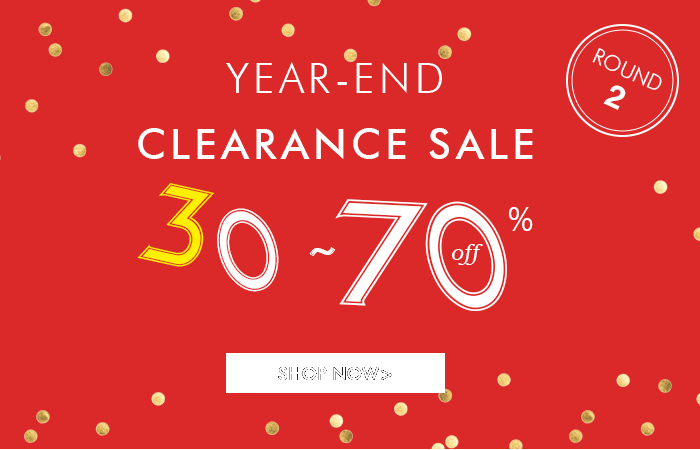 YEAR-END
ROUND
2
CLEARANCE SALE
30 ~ 70%
off
SHOP NOW>